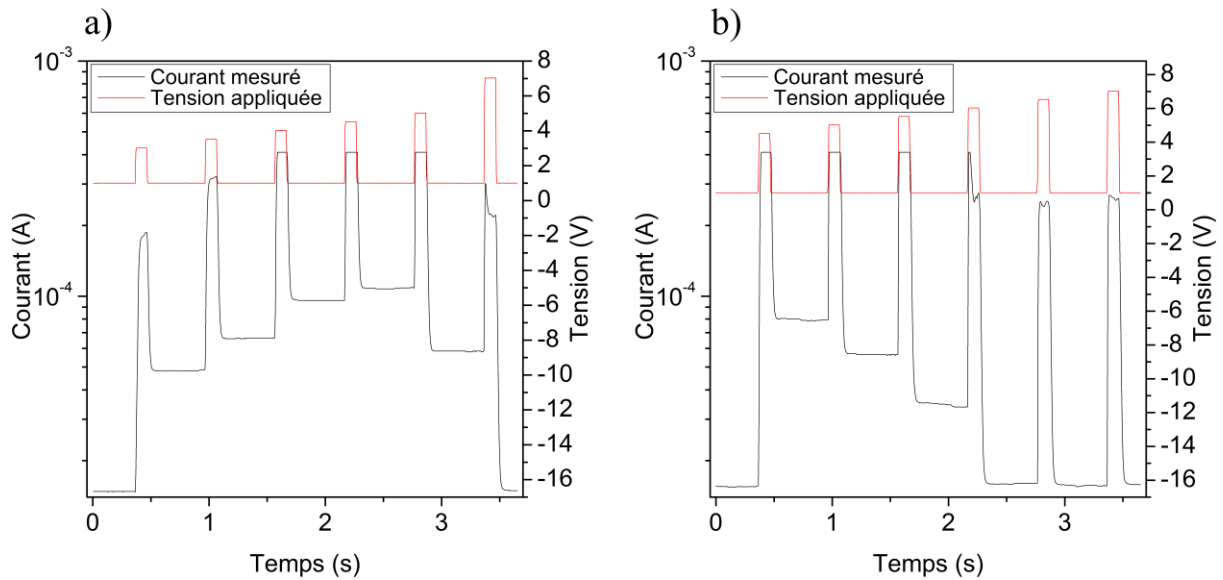 a)
10⁻³
10⁻⁴
Courant (A)
Courant mesuré
Tension appliquée
8
6
4
2
0
-2
-4
-6
-8
-10
-12
-14
-16
Tension (V)
0 1 2 3
Temps (s)
b)
10⁻³
10⁻⁴
Courant (A)
Courant mesuré
Tension appliquée
8
6
4
2
0
-2
-4
-6
-8
-10
-12
-14
-16
Tension (V)
0 1 2 3
Temps (s)